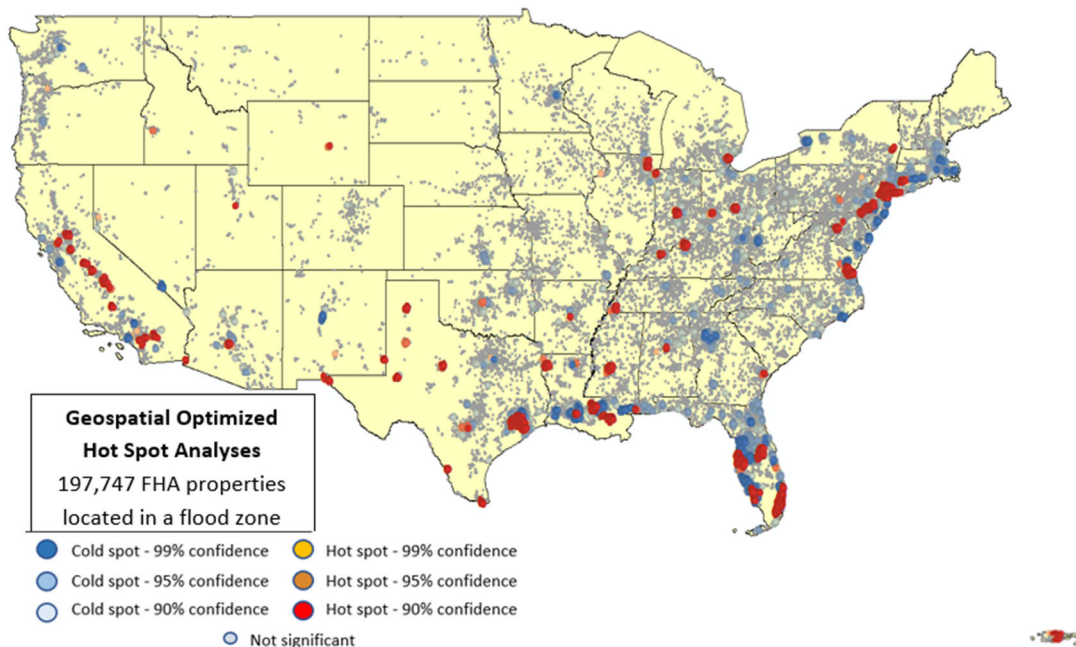 Geospatial Optimized
Hot Spot Analyses
197,747 FHA properties
located in a flood zone
Cold spot - 99% confidence
Hot spot - 99% confidence
Cold spot - 95% confidence
Hot spot - 95% confidence
Cold spot - 90% confidence
Hot spot - 90% confidence
Not significant